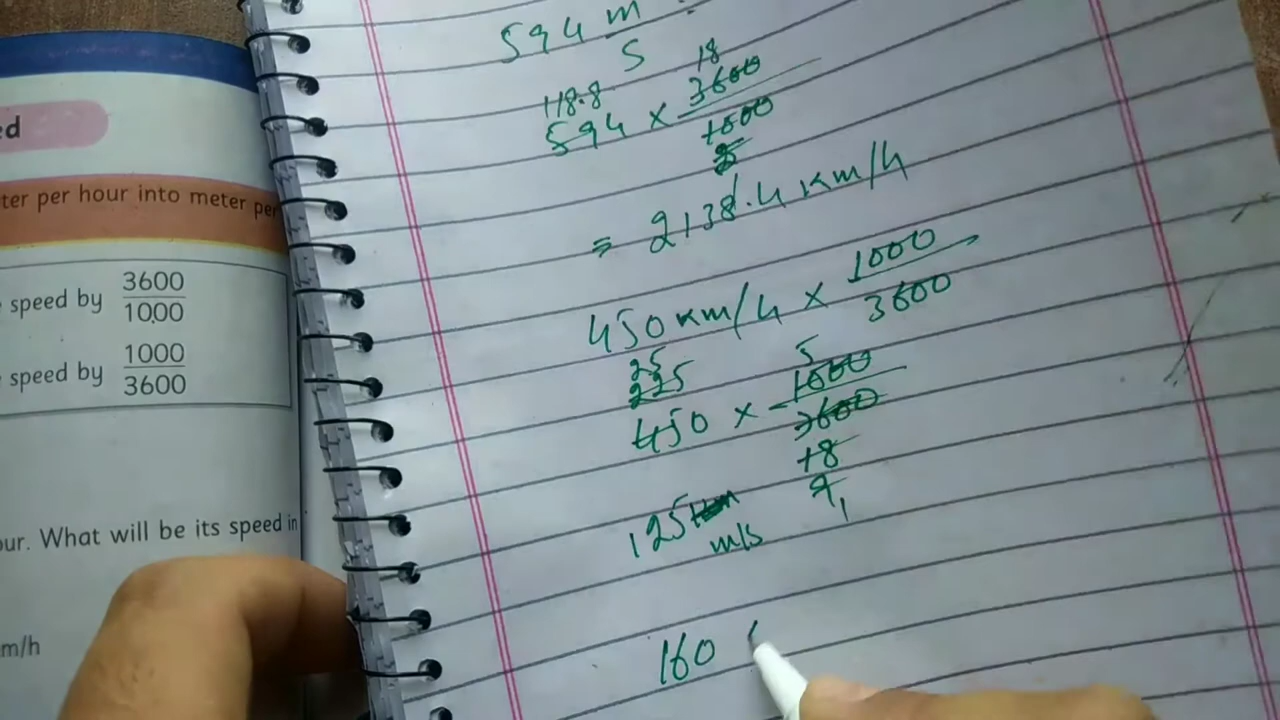 ed
ter per hour into meter per
speed by 3600
1000
speed by 1000
3600
our. What will be its speed in
m/h
594 m
s
118.8 18
594 × 3600
1000
5
= 2138.4 km/h
450 km/h × 1000
3600
25 5
225
450 × 1000
3600
18
9 1
125
m/s
160